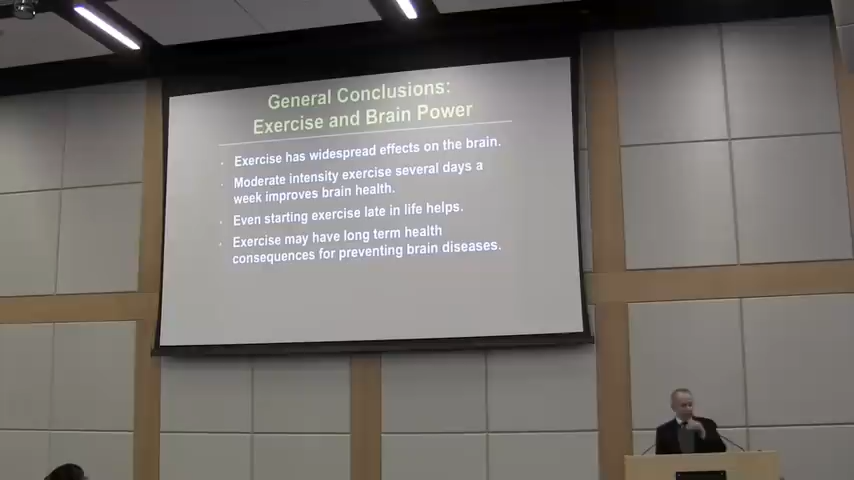 General Conclusions:
Exercise and Brain Power
Exercise has widespread effects on the brain.
Moderate intensity exercise several days a
week improves brain health.
Even starting exercise late in life helps.
Exercise may have long term health
consequences for preventing brain diseases.